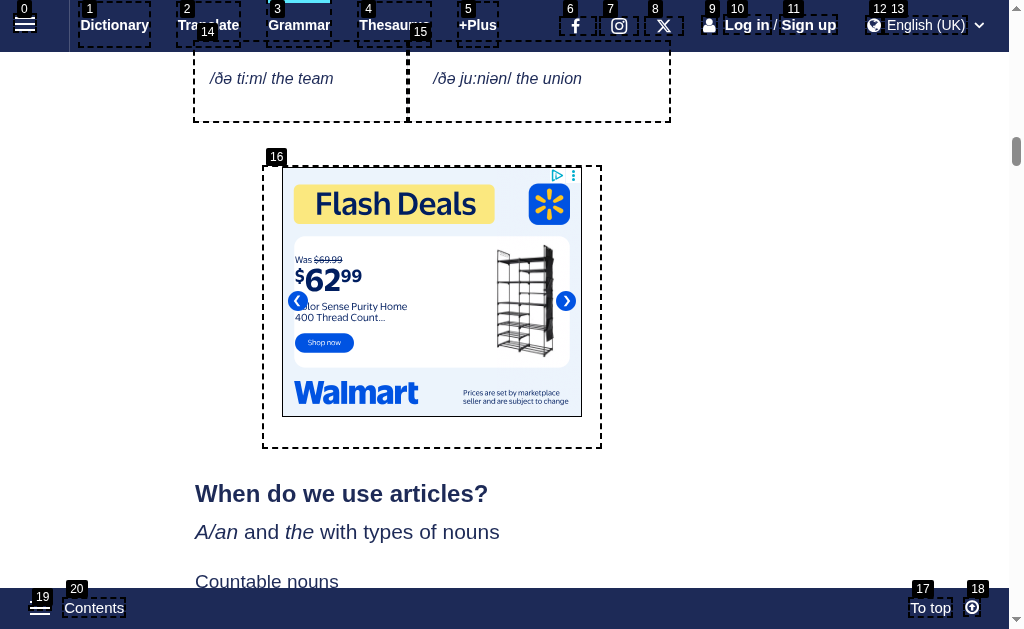 0 1 2 3 4 5 6 7 8 9 10 11 12 13
Dictionary Translate Grammar Thesaurus +Plus Log in / Sign up English (UK)
14 15
/ðə tiːm/ the team /ðə juːniən/ the union
16
Flash Deals
Was $69.99
$62.99
Color Sense Purity Home
400 Thread Count...
Shop now
Walmart
Prices are set by marketplace
seller and are subject to change
When do we use articles?
A/an and the with types of nouns
Countable nouns
19 20 17 18
Contents To top